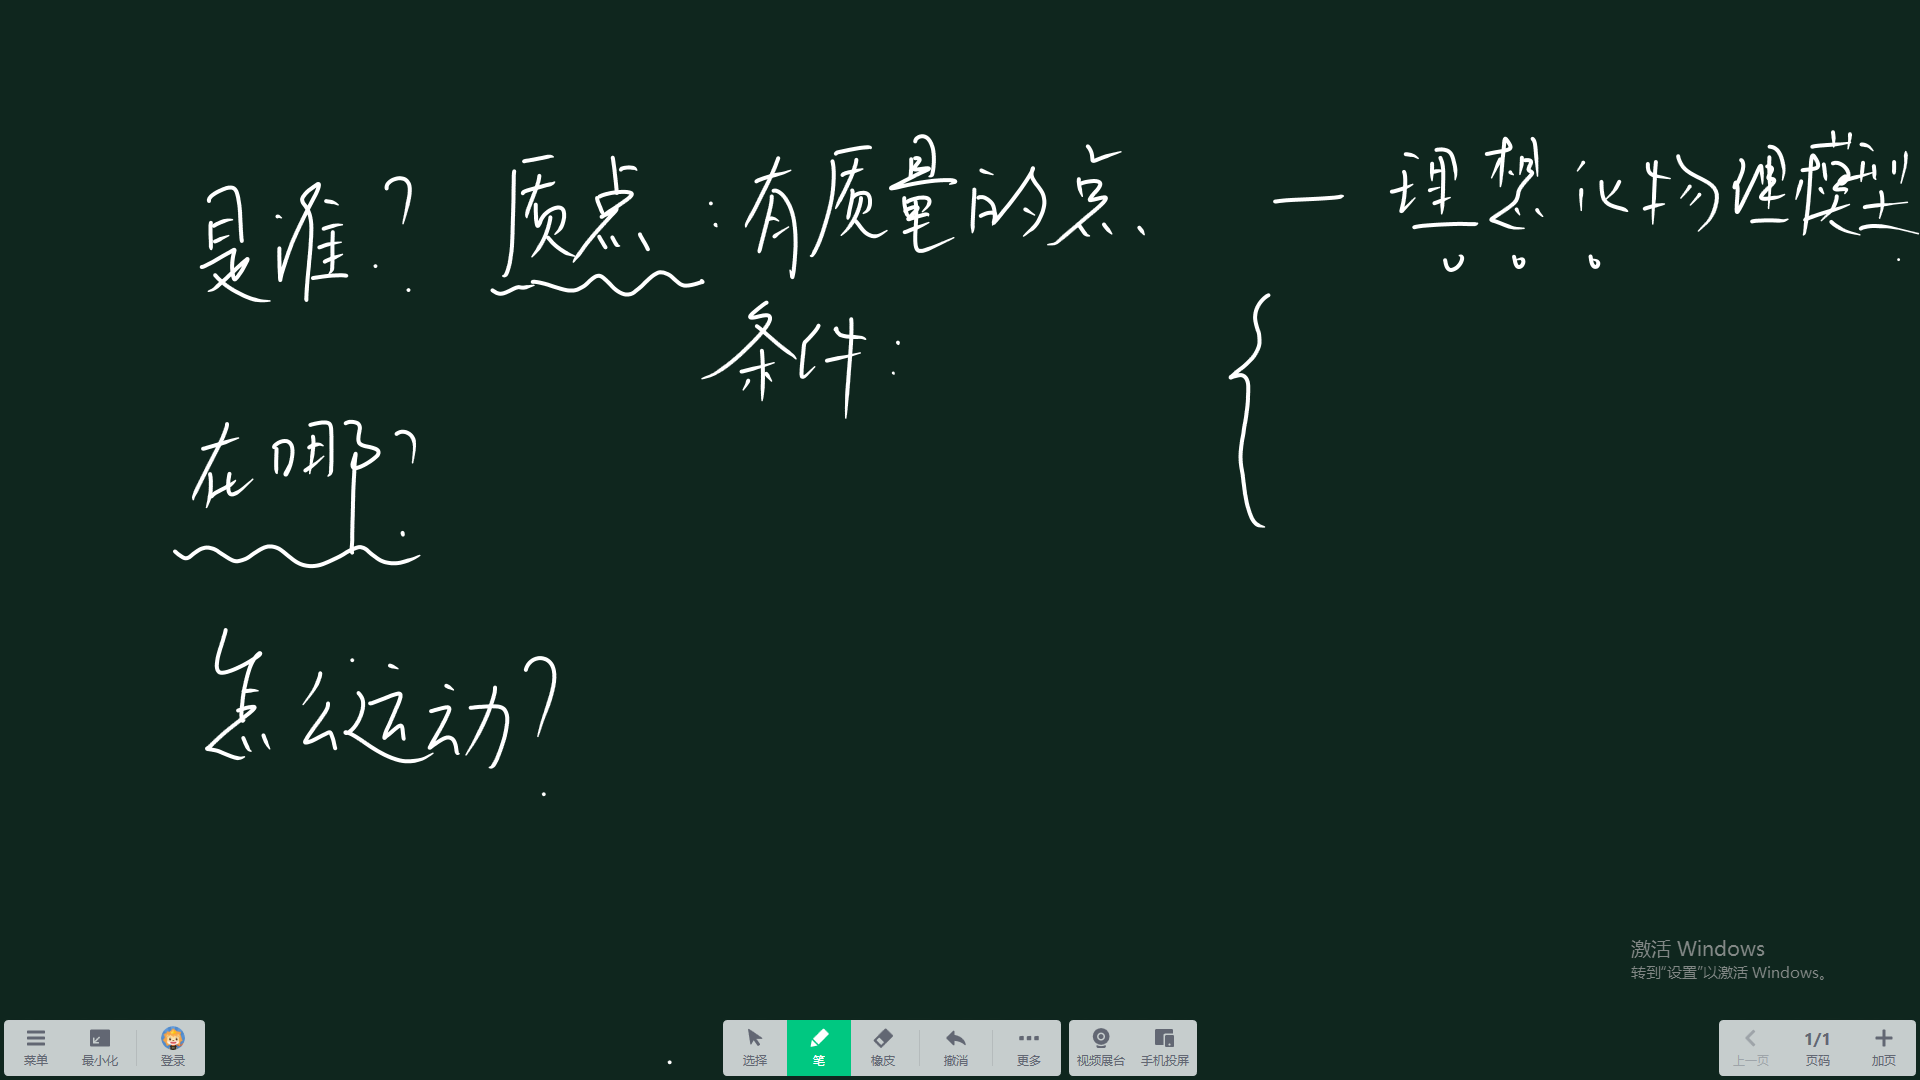 是谁? 质点:有质量的点 — 理想化物理模型
条件:
在哪?
怎么运动?
激活 Windows
转到“设置”以激活 Windows。
菜单 最小化 登录 选择 笔 橡皮 撤消 更多 视频展台 手机投屏 上一页 1/1 页码 加页